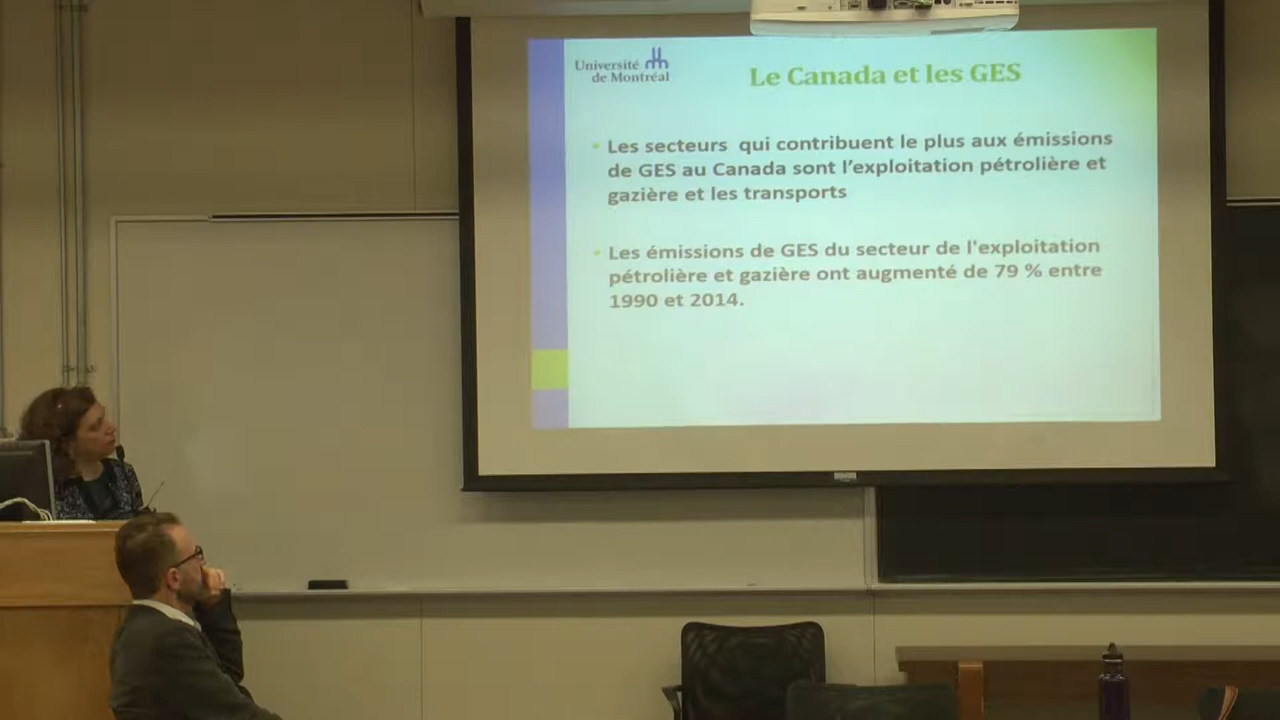 Université
de Montréal
Le Canada et les GES
• Les secteurs qui contribuent le plus aux émissions
de GES au Canada sont l’exploitation pétrolière et
gazière et les transports
• Les émissions de GES du secteur de l'exploitation
pétrolière et gazière ont augmenté de 79 % entre
1990 et 2014.